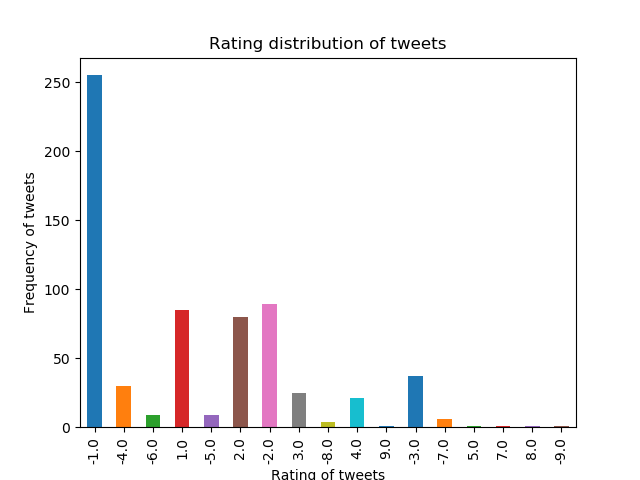 Rating distribution of tweets
Frequency of tweets
250
200
150
100
50
0
-1.0 -4.0 -6.0 1.0 -5.0 2.0 -2.0 3.0 -8.0 4.0 9.0 -3.0 -7.0 5.0 7.0 8.0 -9.0
Rating of tweets